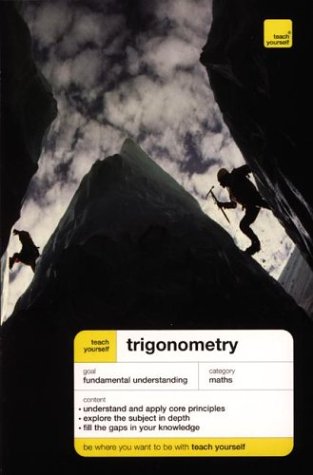 teach
yourself
teach
yourself
trigonometry
goal
fundamental understanding
category
maths
content
• understand and apply core principles
• explore the subject in depth
• fill the gaps in your knowledge
be where you want to be with teach yourself